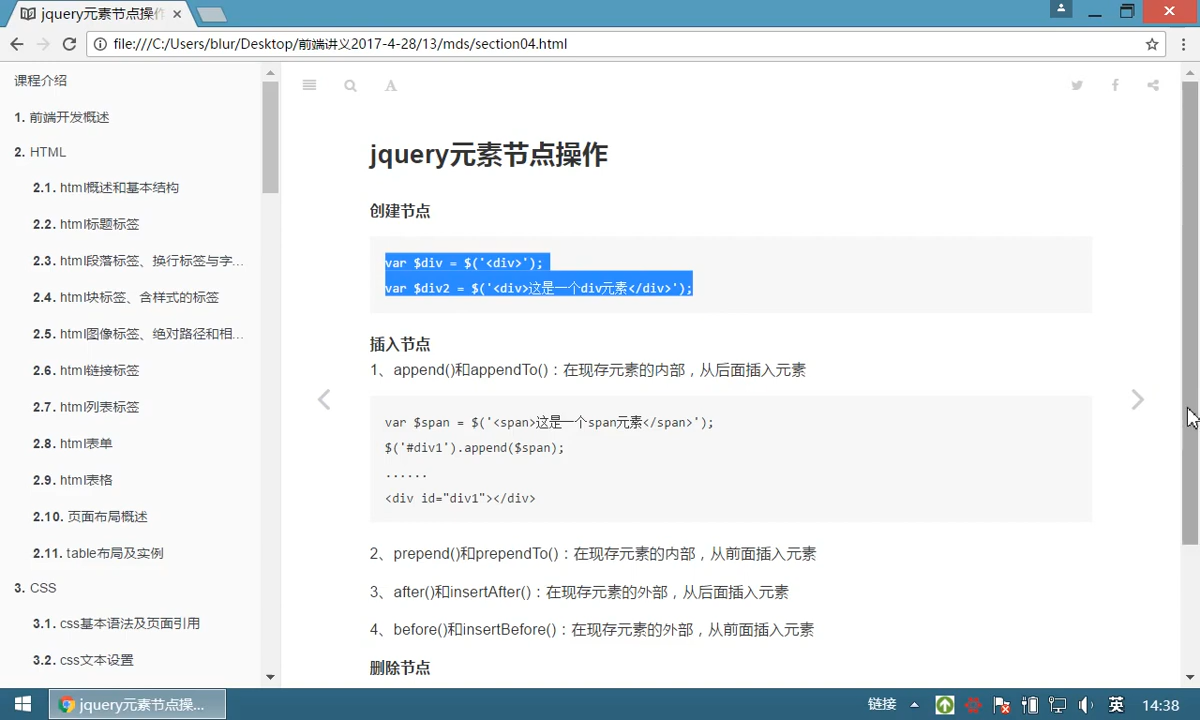 jquery元素节点操作
file:///C:/Users/blur/Desktop/前端讲义2017-4-28/13/mds/section04.html
课程介绍
1. 前端开发概述
2. HTML
2.1. html概述和基本结构
2.2. html标题标签
2.3. html段落标签、换行标签与字...
2.4. html块标签、含样式的标签
2.5. html图像标签、绝对路径和相...
2.6. html链接标签
2.7. html列表标签
2.8. html表单
2.9. html表格
2.10. 页面布局概述
2.11. table布局及实例
3. CSS
3.1. css基本语法及页面引用
3.2. css文本设置
A
jquery元素节点操作
创建节点
var $div = $('<div>');
var $div2 = $('<div>这是一个div元素</div>');
插入节点
1、append()和appendTo()：在现存元素的内部，从后面插入元素
var $span = $('<span>这是一个span元素</span>');
$('#div1').append($span);
......
<div id="div1"></div>
2、prepend()和prependTo()：在现存元素的内部，从前面插入元素
3、after()和insertAfter()：在现存元素的外部，从后面插入元素
4、before()和insertBefore()：在现存元素的外部，从前面插入元素
删除节点
jquery元素节点操...
链接
英
14:38